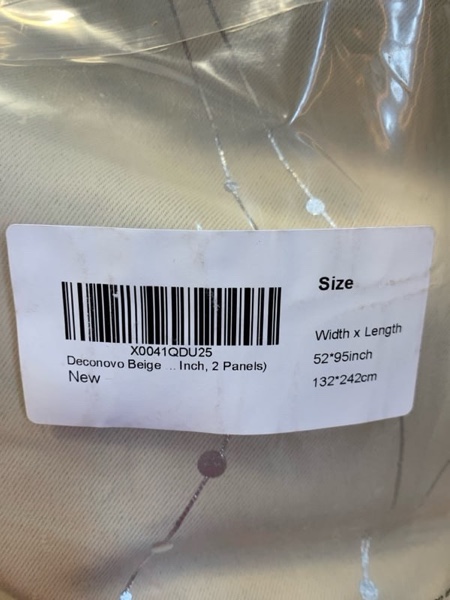 Size
X0041QDU25
Deconovo Beige ... Inch, 2 Panels)
New
Width x Length
52*95inch
132*242cm